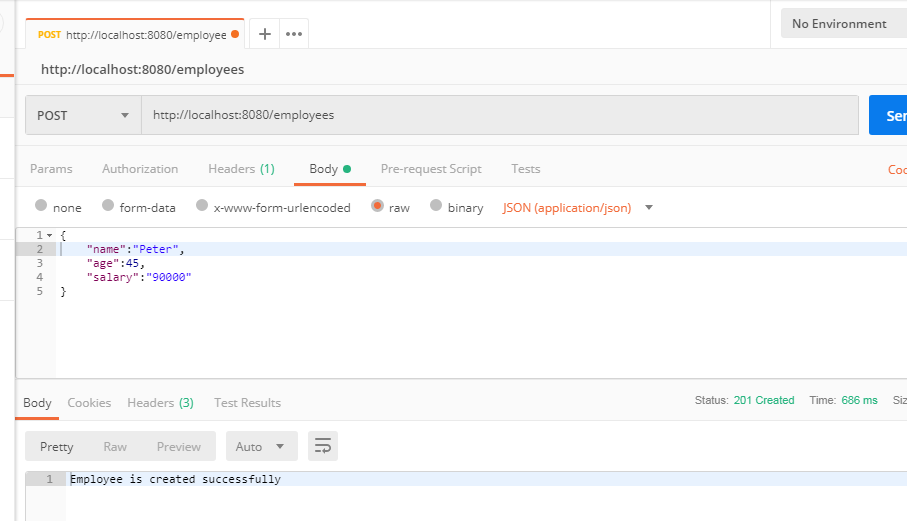 POST http://localhost:8080/employee + ••• No Environment
http://localhost:8080/employees
POST http://localhost:8080/employees Ser
Params Authorization Headers (1) Body Pre-request Script Tests Coo
none form-data x-www-form-urlencoded raw binary JSON (application/json)
1 {
2 "name":"Peter",
3 "age":45,
4 "salary":"90000"
5 }
Body Cookies Headers (3) Test Results Status: 201 Created Time: 686 ms Siz
Pretty Raw Preview Auto
1 Employee is created successfully